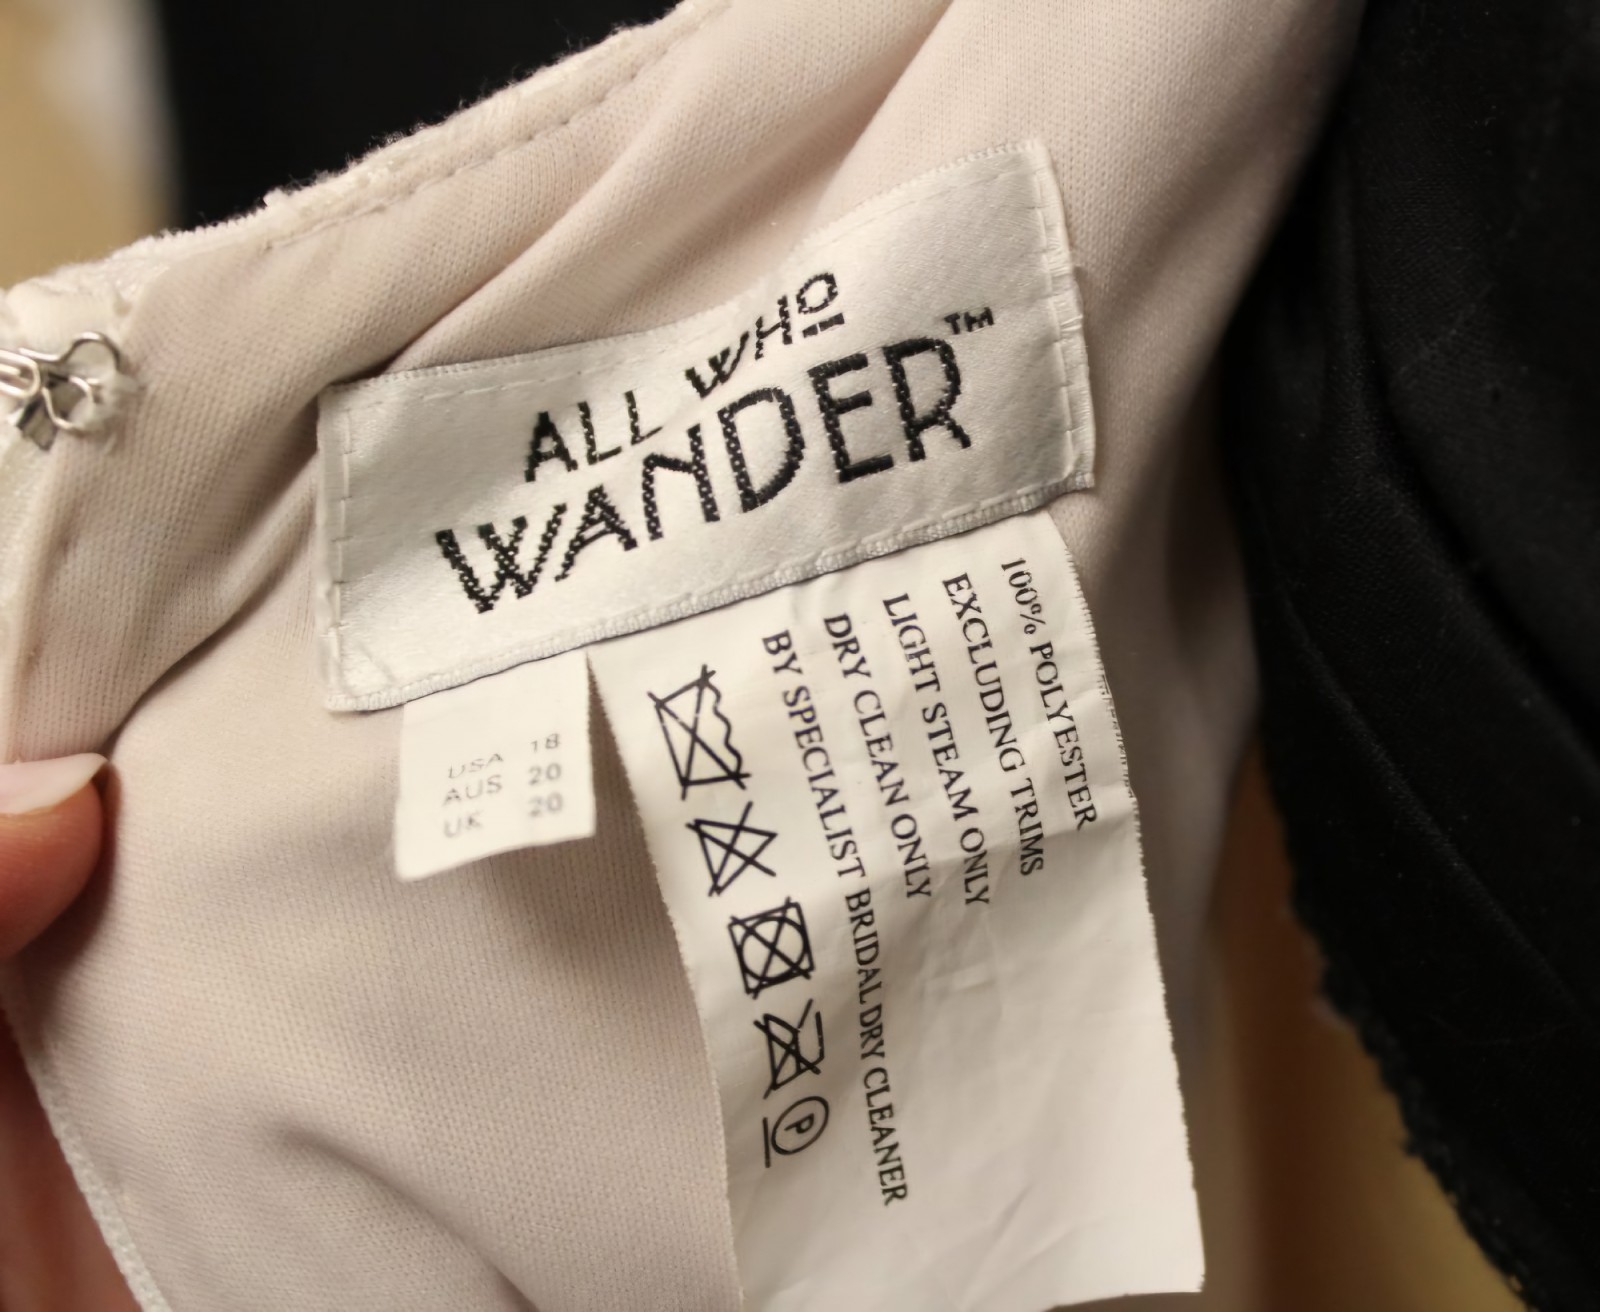 ALL WHO
WANDER™
USA 18
AUS 20
UK 20
100% POLYESTER
EXCLUDING TRIMS
LIGHT STEAM ONLY
DRY CLEAN ONLY
BY SPECIALIST BRIDAL DRY CLEANER
P